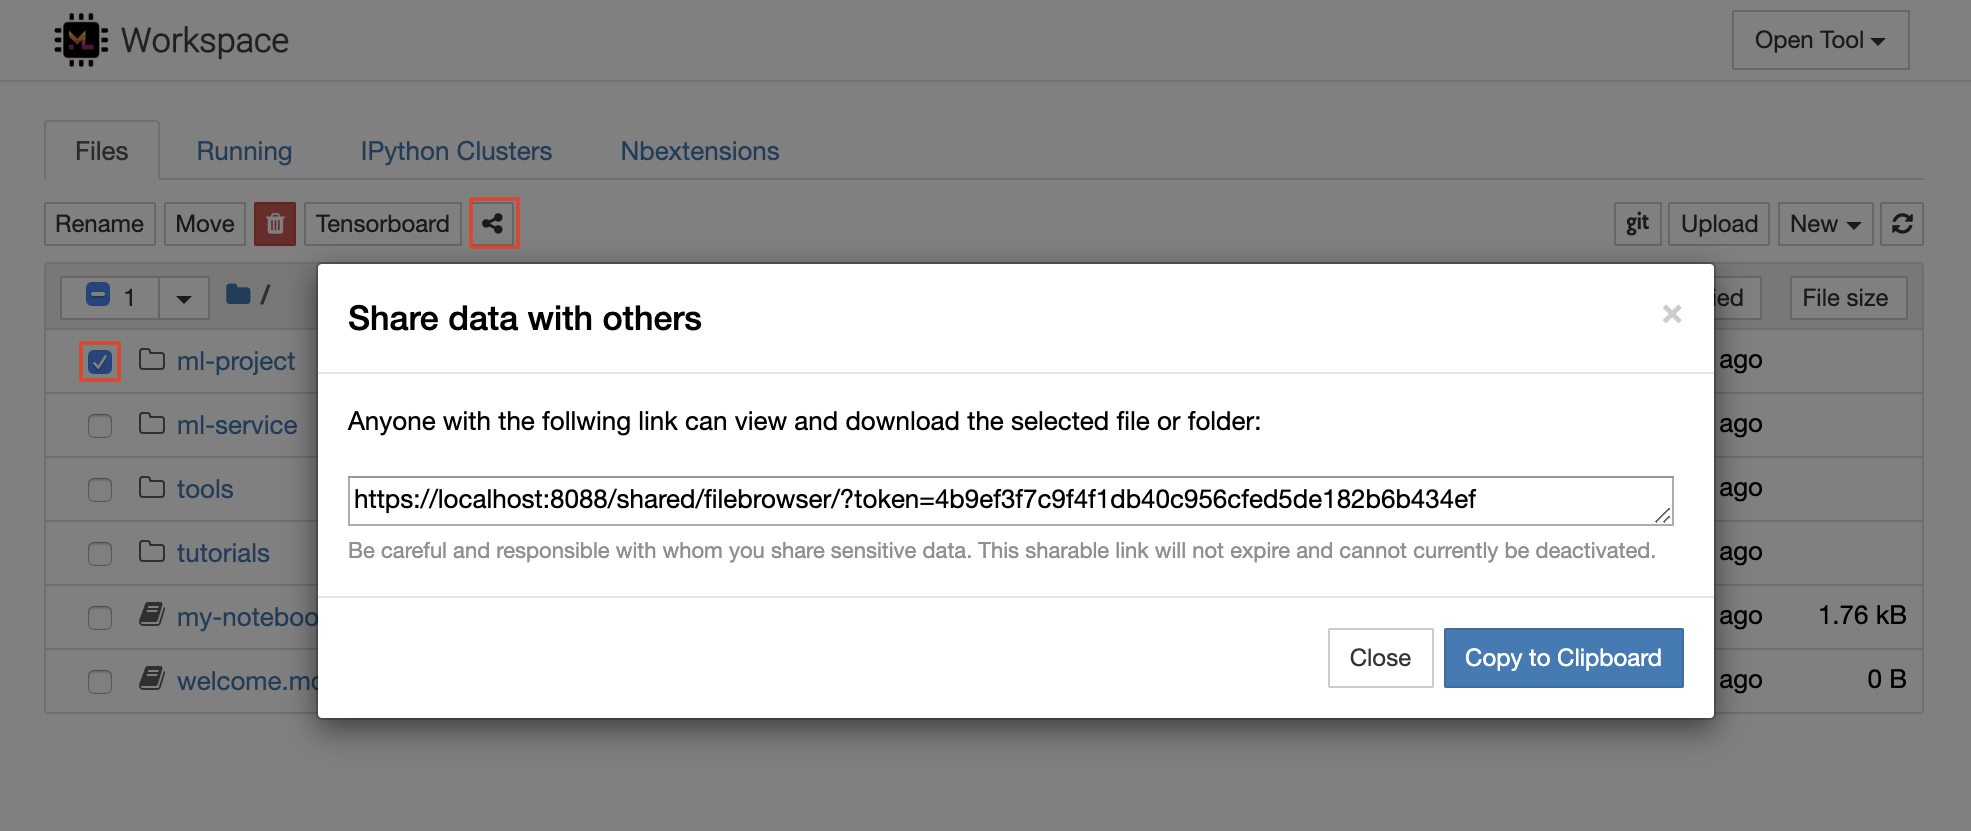 Workspace
Open Tool
Files
Running
IPython Clusters
Nbextensions
Rename
Move
Tensorboard
git
Upload
New
1
/
File size
Share data with others
×
Anyone with the follwing link can view and download the selected file or folder:
https://localhost:8088/shared/filebrowser/?token=4b9ef3f7c9f4f1db40c956cfed5de182b6b434ef
Be careful and responsible with whom you share sensitive data. This sharable link will not expire and cannot currently be deactivated.
Close
Copy to Clipboard
ml-project
ago
ml-service
ago
tools
ago
tutorials
ago
my-noteboo
ago
1.76 kB
welcome.md
ago
0 B